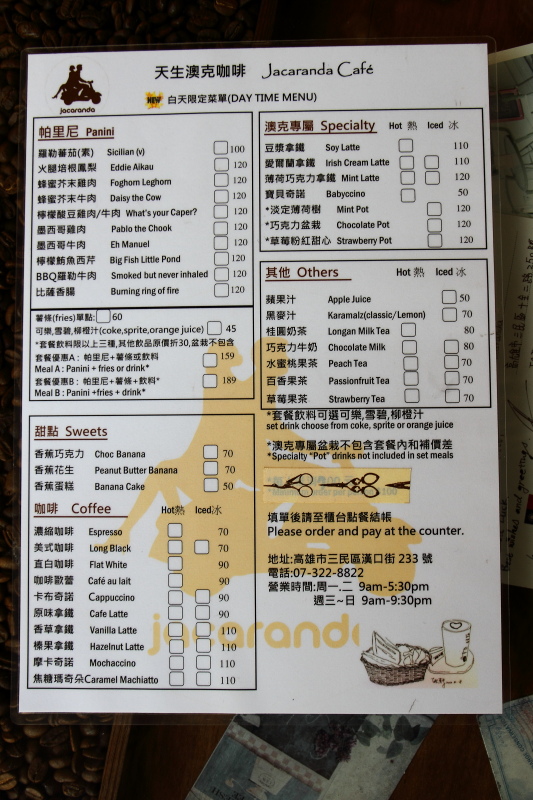 jacaranda
天生澳克咖啡 Jacaranda Café
NEW 白天限定菜單(DAY TIME MENU)
帕里尼 Panini
羅勒蕃茄(素) Sicilian (v) 100
火腿培根鳳梨 Eddie Aikau 120
蜂蜜芥末雞肉 Foghorn Leghorn 120
蜂蜜芥末牛肉 Daisy the Cow 120
檸檬酸豆雞肉/牛肉 What's your Caper? 120
墨西哥雞肉 Pablo the Chook 120
墨西哥牛肉 Eh Manuel 120
檸檬鮪魚西芹 Big Fish Little Pond 120
BBQ羅勒牛肉 Smoked but never inhaled 120
比薩香腸 Burning ring of fire 120
薯條(fries)單點: 60
可樂,雪碧,柳橙汁(coke,sprite,orange juice) 45
*套餐飲料限以上三種,其他飲品原價折30,盆栽不包含
套餐優惠A : 帕里尼+薯條或飲料 159
Meal A : Panini +fries or drink*
套餐優惠B : 帕里尼+薯條+飲料* 189
Meal B : Panini +fries + drink*
甜點 Sweets
香蕉巧克力 Choc Banana 70
香蕉花生 Peanut Butter Banana 70
香蕉蛋糕 Banana Cake 50
咖啡 Coffee Hot熱 Iced冰
濃縮咖啡 Espresso 70
美式咖啡 Long Black 70
直白咖啡 Flat White 90
咖啡歐蕾 Café au lait 90
卡布奇諾 Cappuccino 90
原味拿鐵 Cafe Latte 90
香草拿鐵 Vanilla Latte 110
榛果拿鐵 Hazelnut Latte 110
摩卡奇諾 Mochaccino 110
焦糖瑪奇朵Caramel Machiatto 110
澳克專屬 Specialty Hot 熱 Iced 冰
豆漿拿鐵 Soy Latte 110
愛爾蘭拿鐵 Irish Cream Latte 110
薄荷巧克力拿鐵 Mint Latte 120
寶貝奇諾 Babyccino 50
*淡定薄荷樹 Mint Pot 120
*巧克力盆栽 Chocolate Pot 120
*草莓粉紅甜心 Strawberry Pot 120
其他 Others Hot 熱 Iced 冰
蘋果汁 Apple Juice 50
黑麥汁 Karamalz(classic/Lemon) 70
桂圓奶茶 Longan Milk Tea 80
巧克力牛奶 Chocolate Milk 80
水蜜桃果茶 Peach Tea 70
百香果茶 Passionfruit Tea 70
草莓果茶 Strawberry Tea 70
*套餐飲料可選可樂,雪碧,柳橙汁
set drink choose from coke, sprite or orange juice
*澳克專屬盆栽不包含套餐內和補價差
*Specialty "Pot" drinks not included in set meals
填單後請至櫃台點餐結帳
Please order and pay at the counter.
地址:高雄市三民區漢口街 233 號
電話:07-322-8822
營業時間:周一.二 9am-5:30pm
週三~日 9am-9:30pm
jacaranda